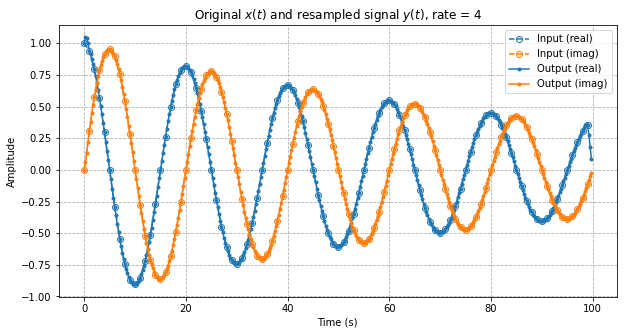 Original x(t) and resampled signal y(t), rate = 4
Input (real)
Input (imag)
Output (real)
Output (imag)
Amplitude
1.00
0.75
0.50
0.25
0.00
−0.25
−0.50
−0.75
−1.00
0 20 40 60 80 100
Time (s)